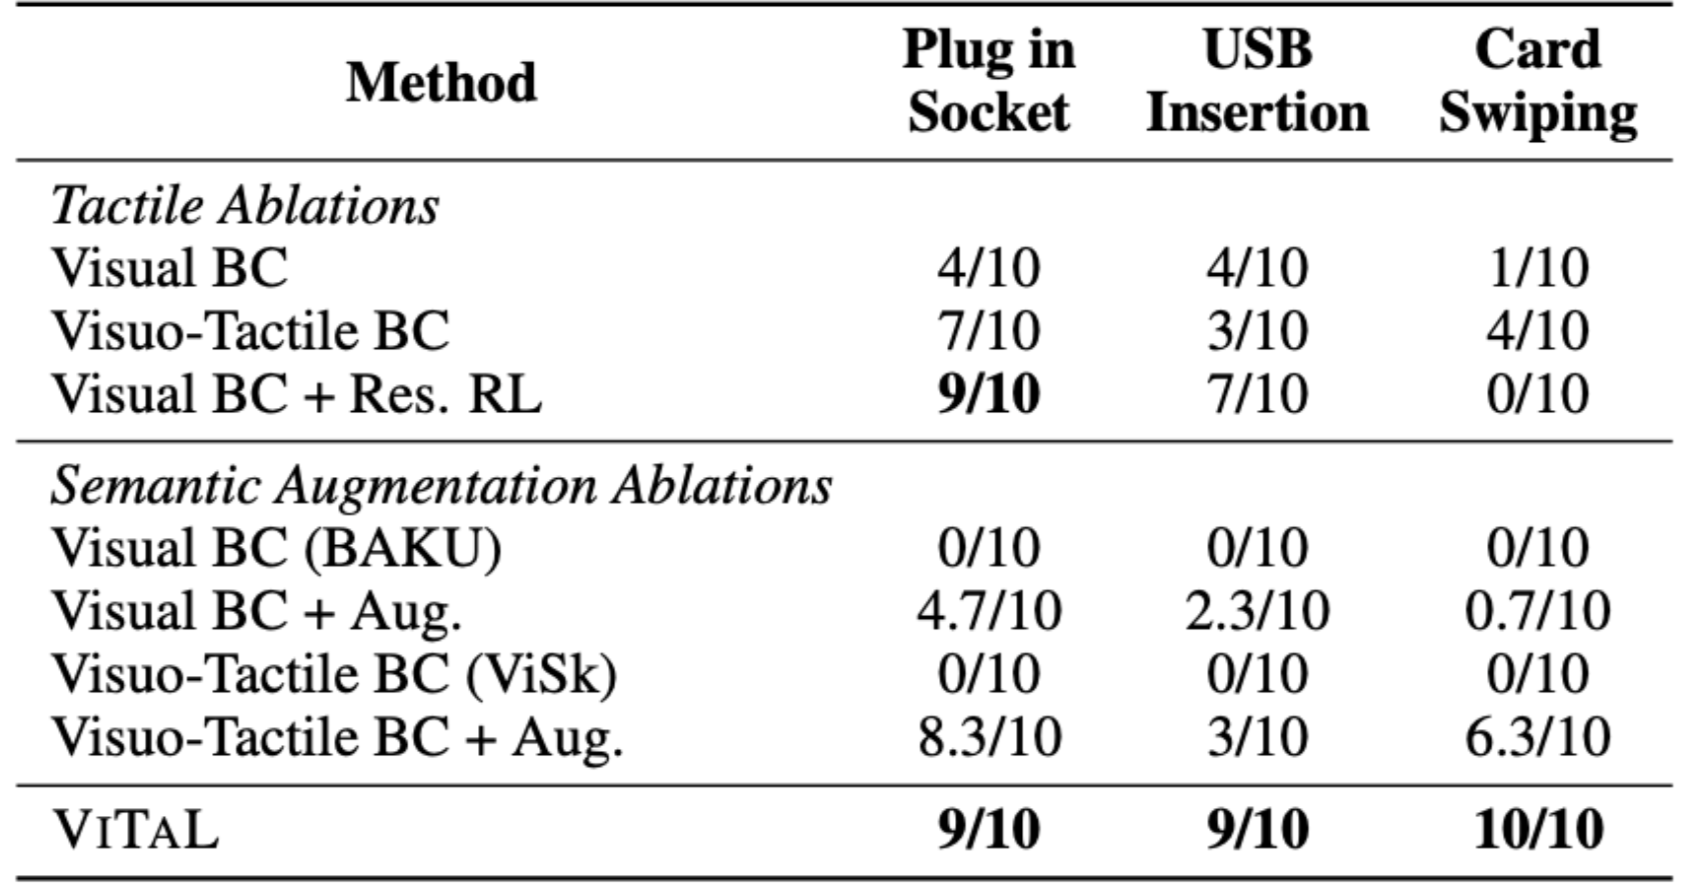 Method Plug in Socket USB Insertion Card Swiping
Tactile Ablations
Visual BC 4/10 4/10 1/10
Visuo-Tactile BC 7/10 3/10 4/10
Visual BC + Res. RL 9/10 7/10 0/10
Semantic Augmentation Ablations
Visual BC (BAKU) 0/10 0/10 0/10
Visual BC + Aug. 4.7/10 2.3/10 0.7/10
Visuo-Tactile BC (ViSk) 0/10 0/10 0/10
Visuo-Tactile BC + Aug. 8.3/10 3/10 6.3/10
VITAL 9/10 9/10 10/10